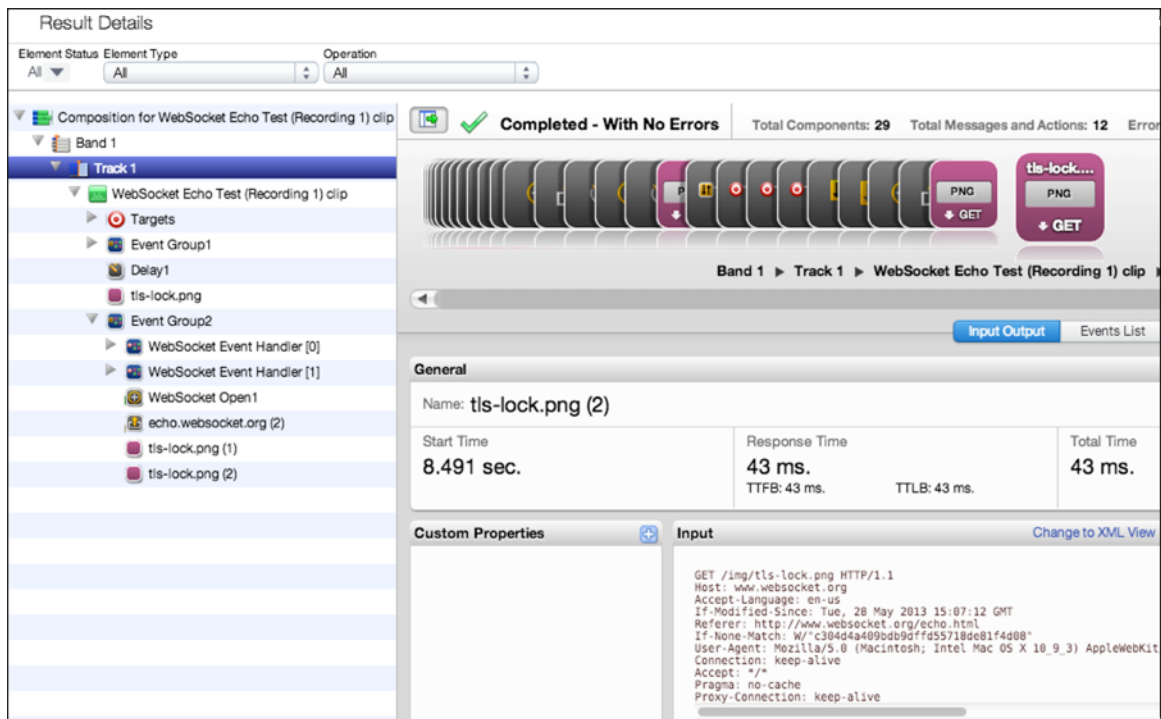 Result Details
Element Status Element Type Operation
All All All
Composition for WebSocket Echo Test (Recording 1) clip
Band 1
Track 1
WebSocket Echo Test (Recording 1) clip
Targets
Event Group1
Delay1
tls-lock.png
Event Group2
WebSocket Event Handler [0]
WebSocket Event Handler [1]
WebSocket Open1
echo.websocket.org (2)
tls-lock.png (1)
tls-lock.png (2)
Completed - With No Errors Total Components: 29 Total Messages and Actions: 12
P
PNG
GET
tls-lock....
PNG
GET
Band 1 Track 1 WebSocket Echo Test (Recording 1) clip
Input Output Events List
General
Name: tls-lock.png (2)
Start Time Response Time Total Time
8.491 sec. 43 ms. 43 ms.
TTFB: 43 ms. TTLB: 43 ms.
Custom Properties Input Change to XML View
GET /img/tls-lock.png HTTP/1.1
Host: www.websocket.org
Accept-Language: en-us
If-Modified-Since: Tue, 28 May 2013 15:07:12 GMT
Referer: http://www.websocket.org/echo.html
If-None-Match: W/"c304d4a409bdb9dffd55718de81f4d08"
User-Agent: Mozilla/5.0 (Macintosh; Intel Mac OS X 10_9_3) AppleWebKit
Connection: keep-alive
Accept: */*
Pragma: no-cache
Proxy-Connection: keep-alive